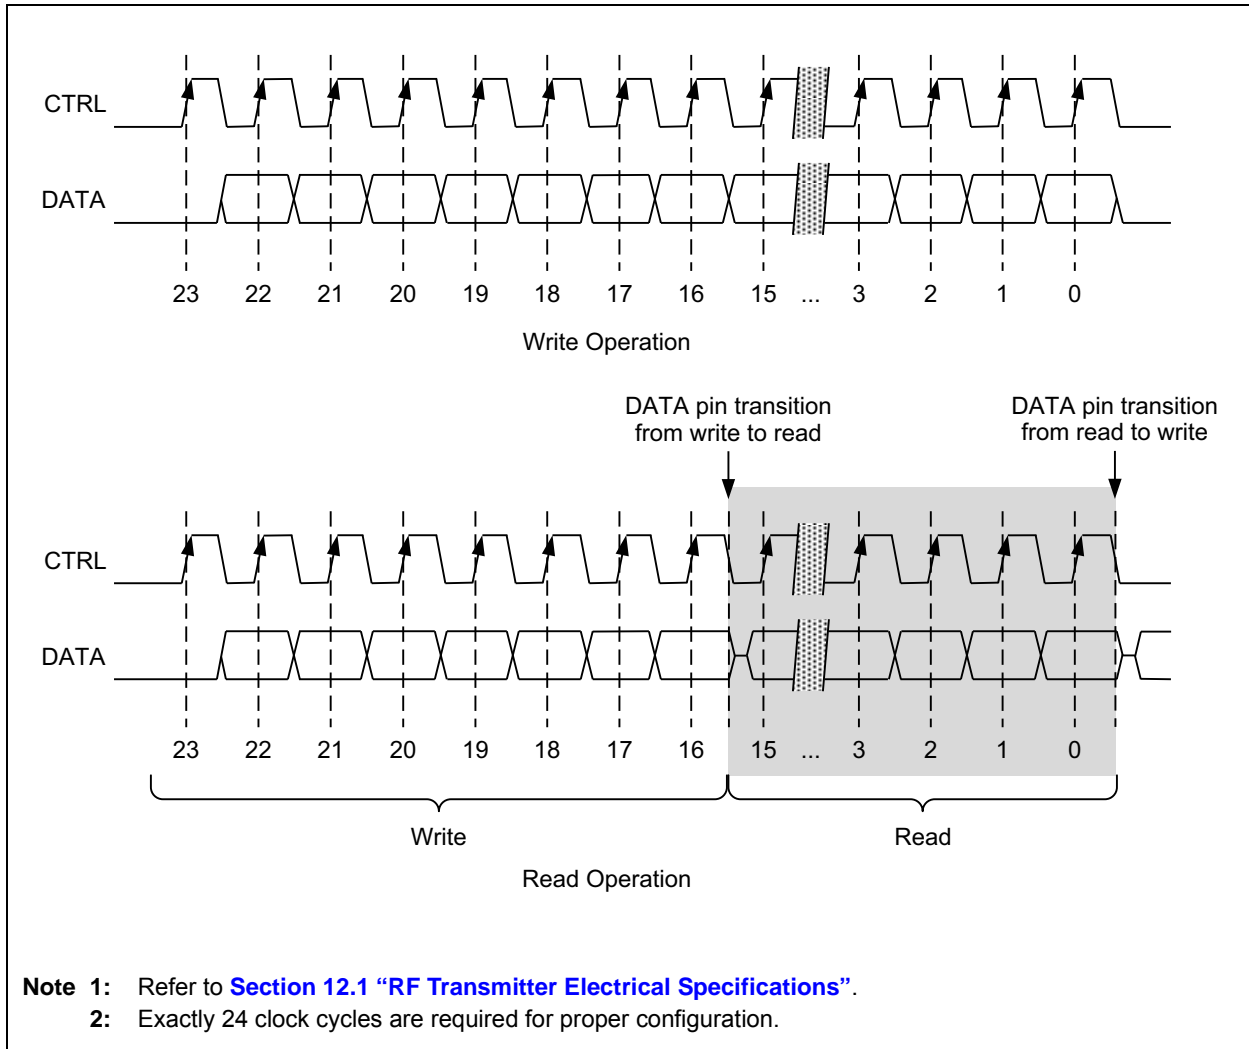 CTRL
DATA
23 22 21 20 19 18 17 16 15 ... 3 2 1 0
Write Operation
DATA pin transition
from write to read
DATA pin transition
from read to write
CTRL
DATA
23 22 21 20 19 18 17 16 15 ... 3 2 1 0
Write
Read
Read Operation
Note 1: Refer to Section 12.1 “RF Transmitter Electrical Specifications”.
2: Exactly 24 clock cycles are required for proper configuration.